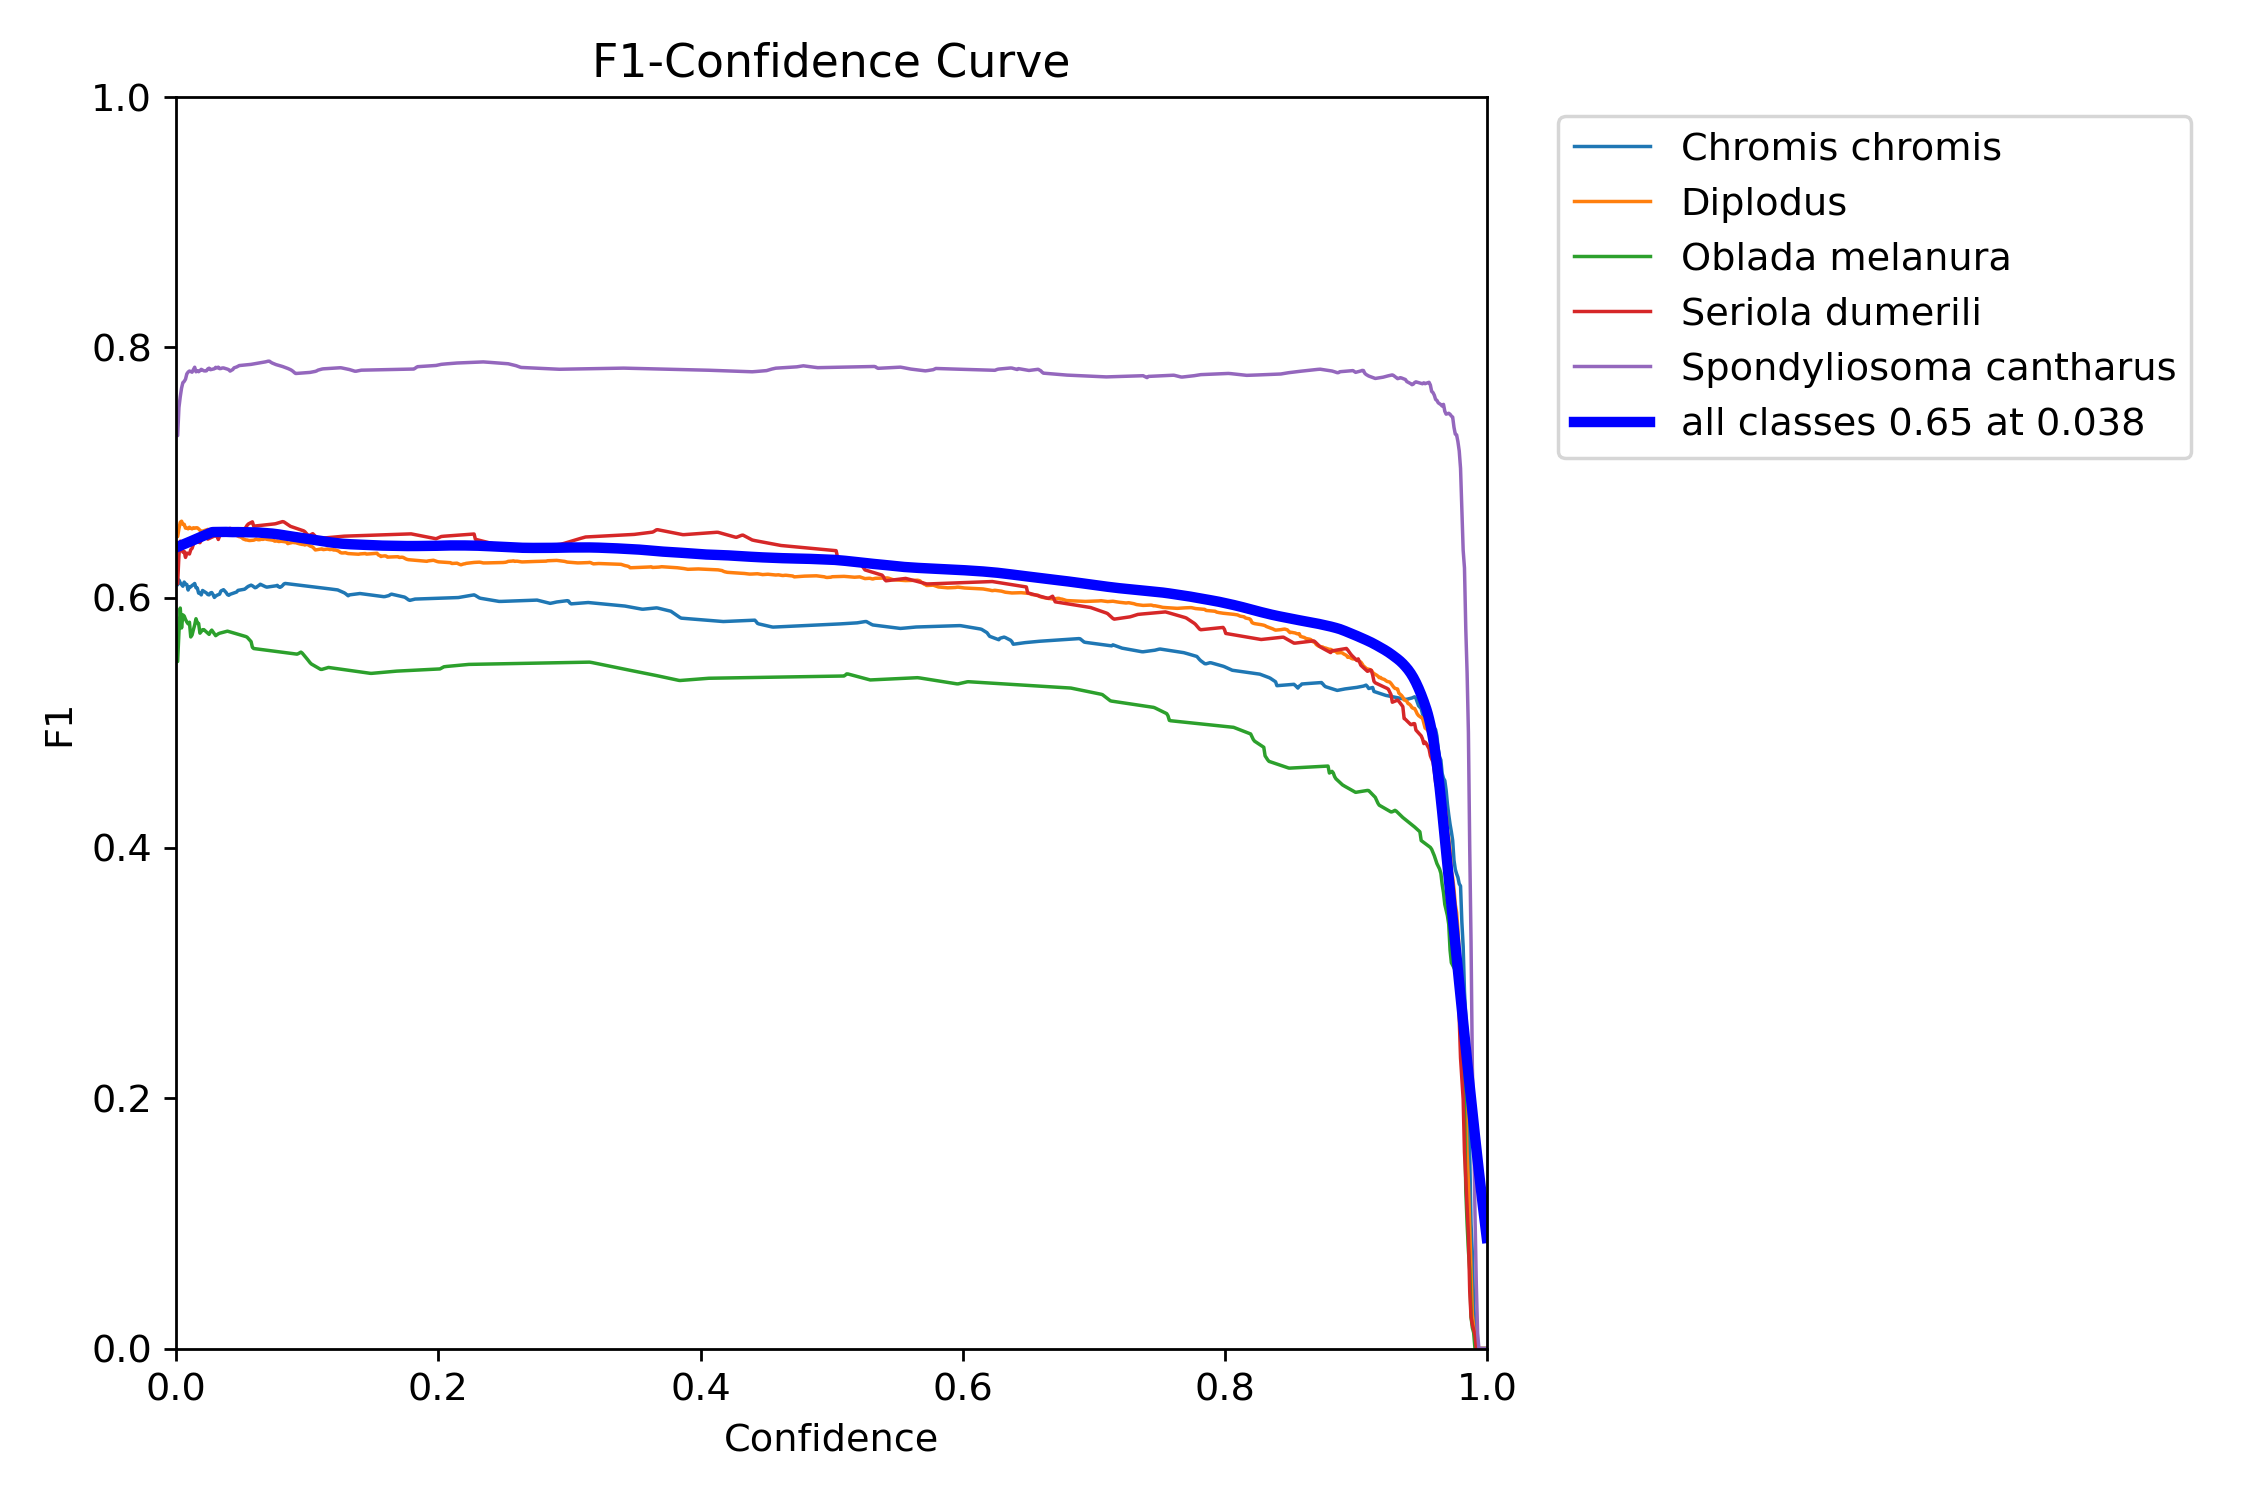 F1-Confidence Curve
1.0
0.8
0.6
0.4
0.2
0.0
F1
0.0 0.2 0.4 0.6 0.8 1.0
Confidence
Chromis chromis
Diplodus
Oblada melanura
Seriola dumerili
Spondyliosoma cantharus
all classes 0.65 at 0.038